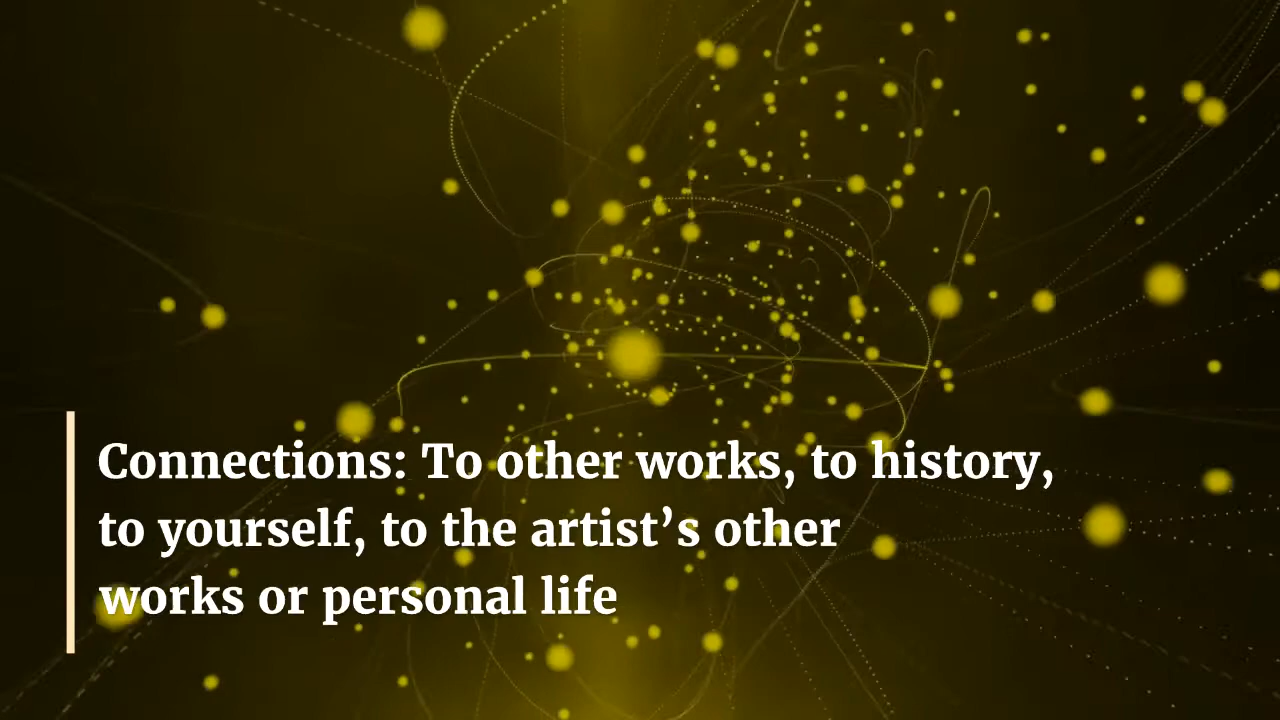 Connections: To other works, to history,
to yourself, to the artist’s other
works or personal life